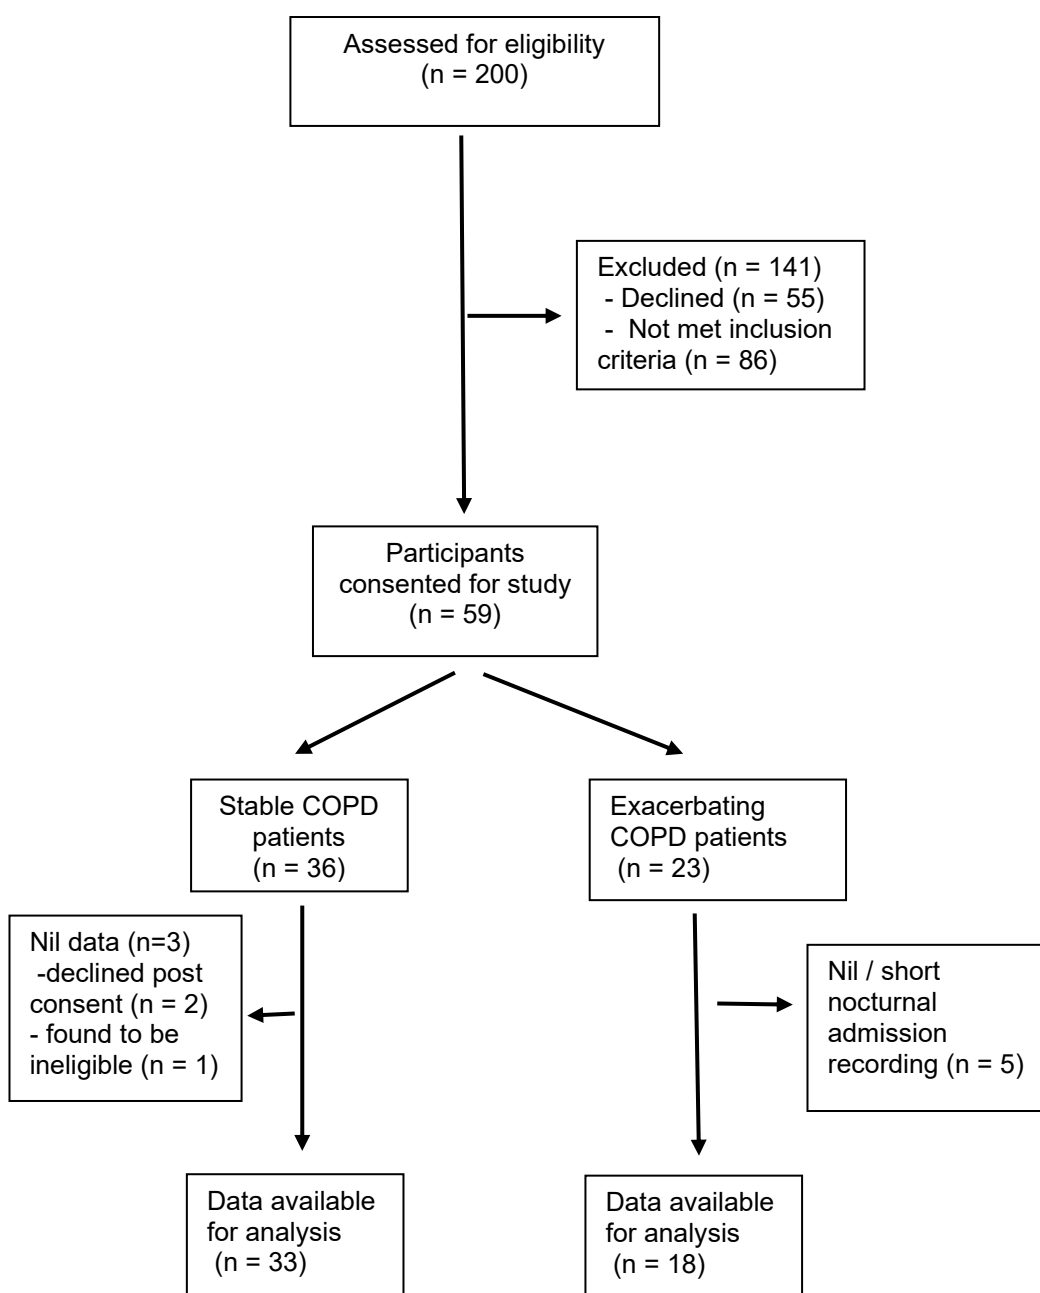 Assessed for eligibility
(n = 200)
Excluded (n = 141)
- Declined (n = 55)
- Not met inclusion
criteria (n = 86)
Participants
consented for study
(n = 59)
Stable COPD
patients
(n = 36)
Exacerbating
COPD patients
(n = 23)
Nil data (n=3)
-declined post
consent (n = 2)
- found to be
ineligible (n = 1)
Nil / short
nocturnal
admission
recording (n = 5)
Data available
for analysis
(n = 33)
Data available
for analysis
(n = 18)